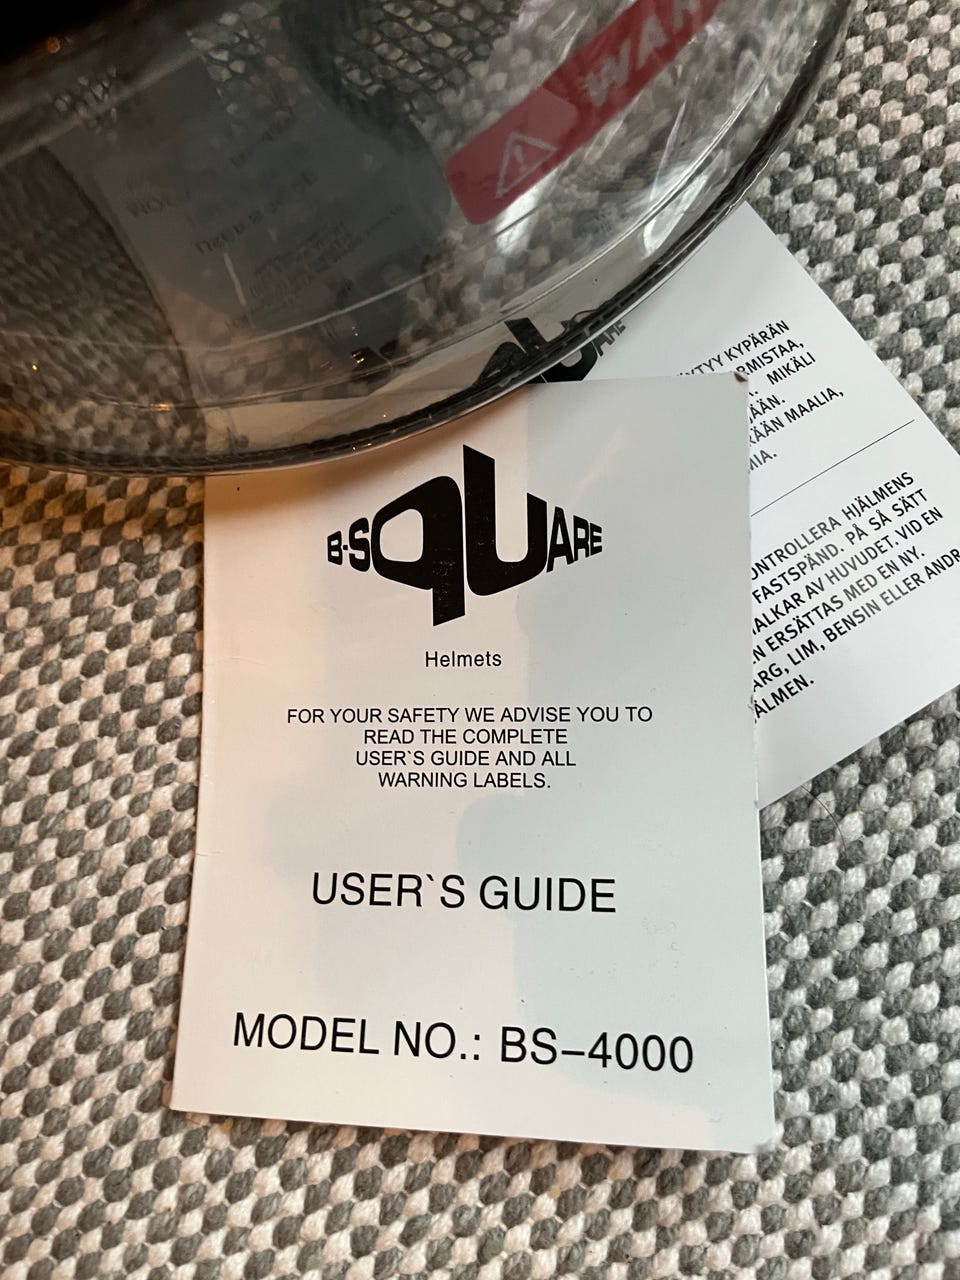 WAR
B-SQUARE
Helmets
FOR YOUR SAFETY WE ADVISE YOU TO
READ THE COMPLETE
USER`S GUIDE AND ALL
WARNING LABELS.
USER`S GUIDE
MODEL NO.: BS-4000
KYPÄRÄN
MIKÄLI
MAALIA,
HJÄLMENS
FASTSPÄND. PÅ SÅ SÄTT
AV HUVUDET. VID EN
ERSÄTTAS MED EN NY.
LIM, BENSIN ELLER